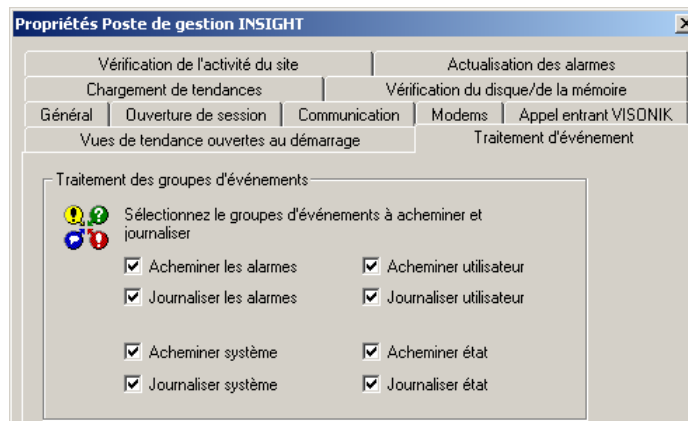 Propriétés Poste de gestion INSIGHT
Vérification de l'activité du site Actualisation des alarmes
Chargement de tendances Vérification du disque/de la mémoire
Général Ouverture de session Communication Modems Appel entrant VISONIK
Vues de tendance ouvertes au démarrage Traitement d'événement
Traitement des groupes d'événements
Sélectionnez le groupes d'événements à acheminer et
journaliser
Acheminer les alarmes Acheminer utilisateur
Journaliser les alarmes Journaliser utilisateur
Acheminer système Acheminer état
Journaliser système Journaliser état